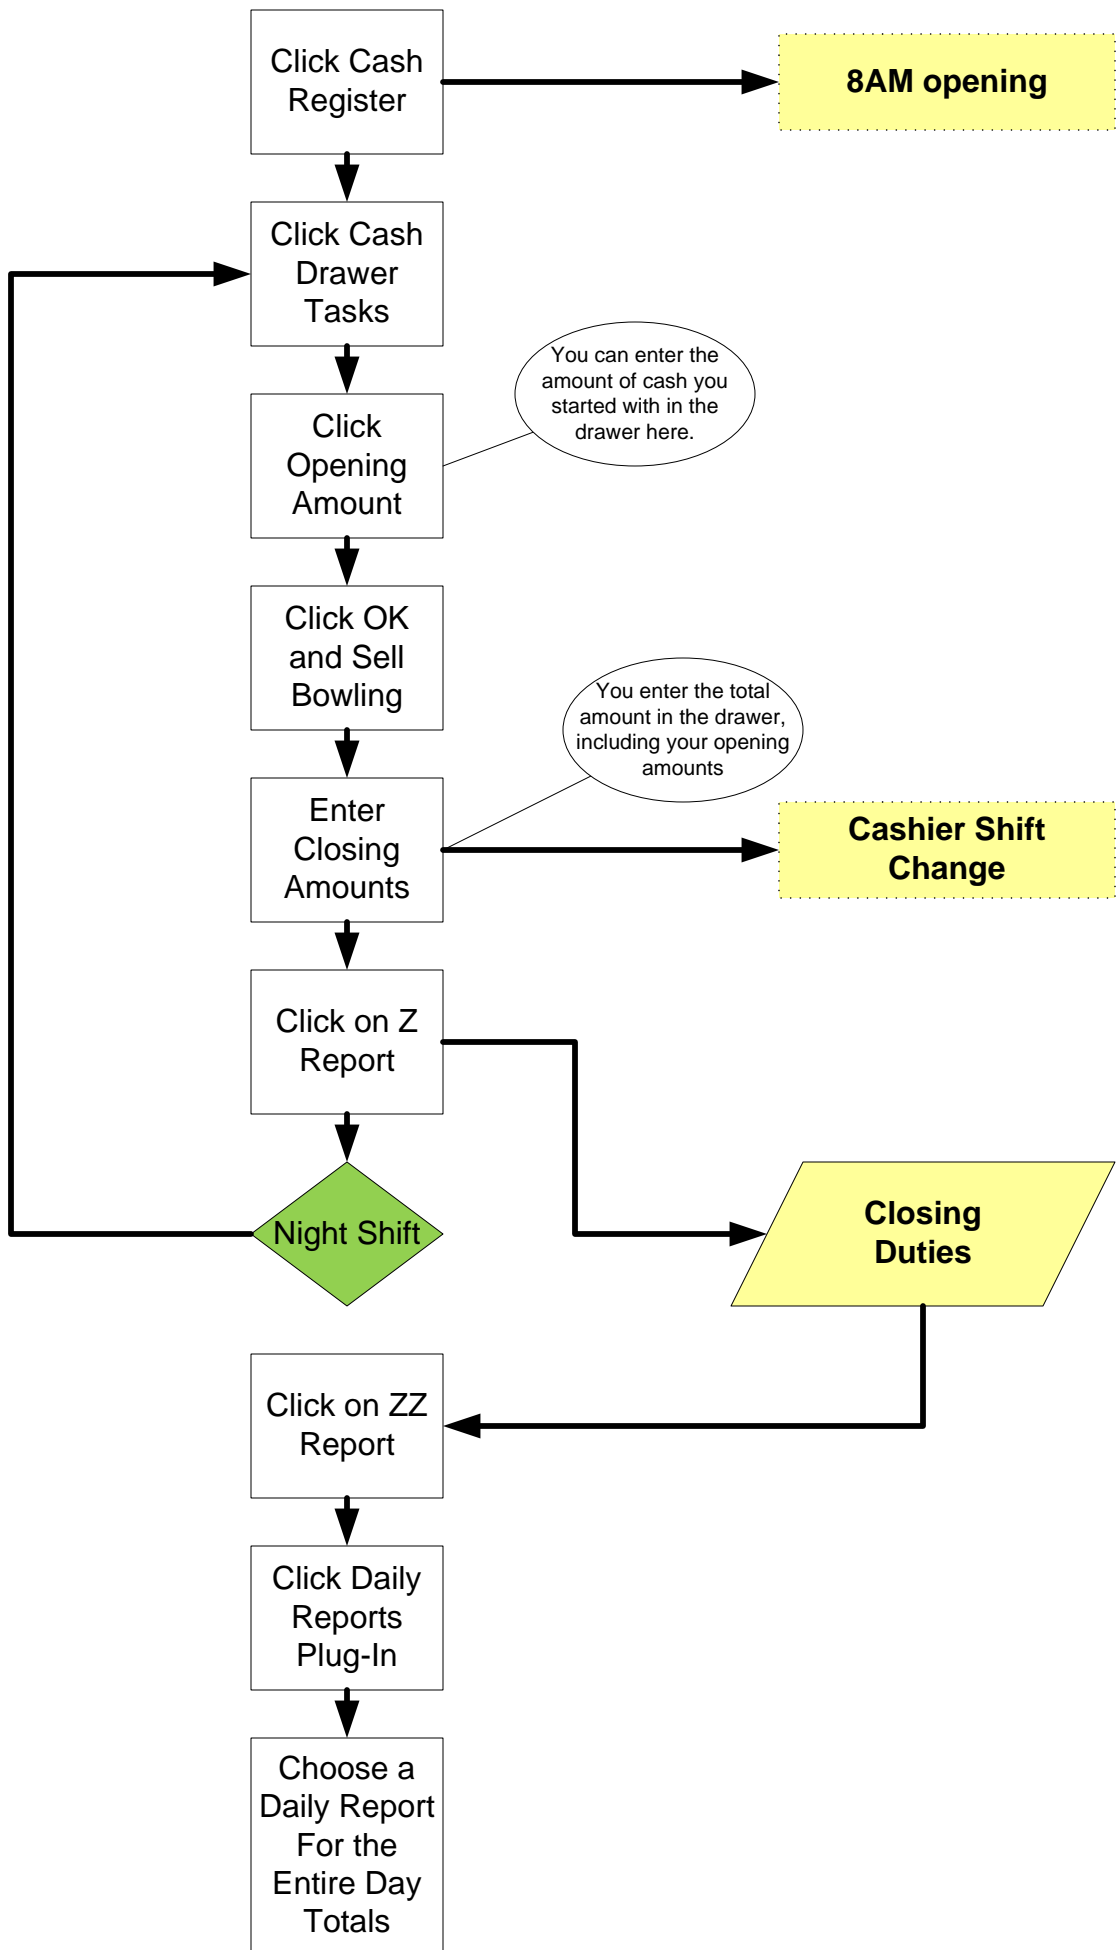 Click Cash
Register
8AM opening
Click Cash
Drawer
Tasks
You can enter the
amount of cash you
started with in the
drawer here.
Click
Opening
Amount
Click OK
and Sell
Bowling
You enter the total
amount in the drawer,
including your opening
amounts
Enter
Closing
Amounts
Cashier Shift
Change
Click on Z
Report
Night Shift
Closing
Duties
Click on ZZ
Report
Click Daily
Reports
Plug-In
Choose a
Daily Report
For the
Entire Day
Totals